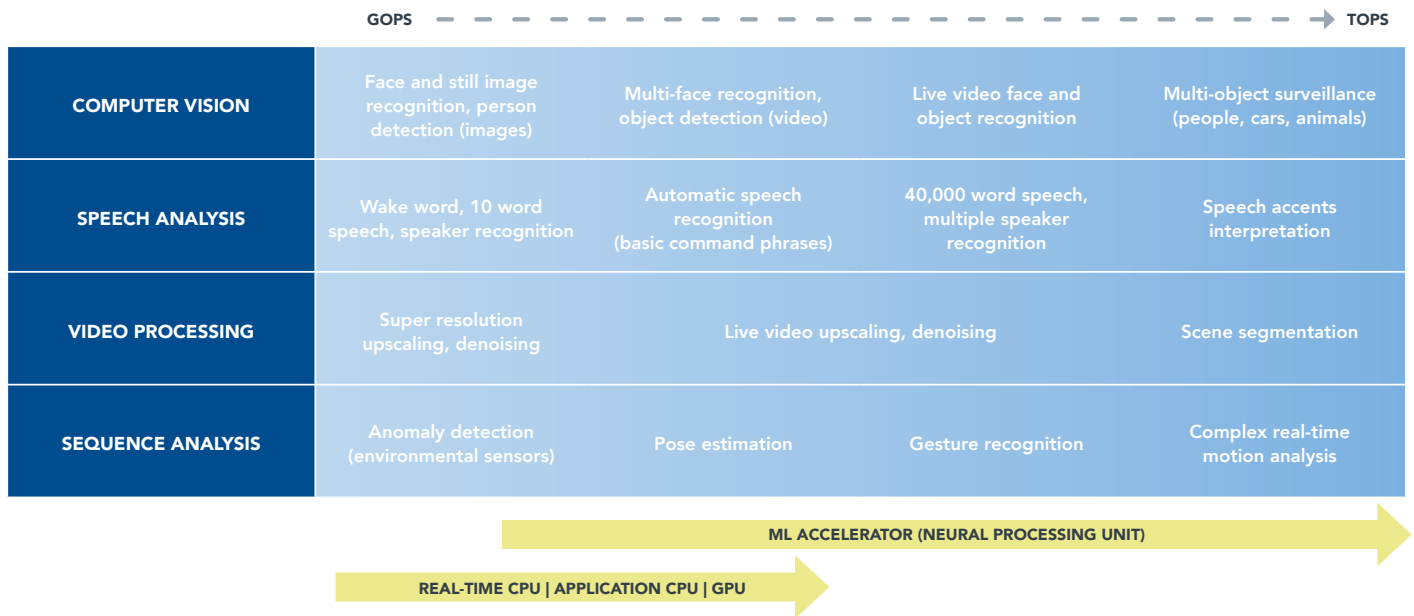 GOPS
TOPS
COMPUTER VISION
Face and still image
recognition, person
detection (images)
Multi-face recognition,
object detection (video)
Live video face and
object recognition
Multi-object surveillance
(people, cars, animals)
SPEECH ANALYSIS
Wake word, 10 word
speech, speaker recognition
Automatic speech
recognition
(basic command phrases)
40,000 word speech,
multiple speaker
recognition
Speech accents
interpretation
VIDEO PROCESSING
Super resolution
upscaling, denoising
Live video upscaling, denoising
Scene segmentation
SEQUENCE ANALYSIS
Anomaly detection
(environmental sensors)
Pose estimation
Gesture recognition
Complex real-time
motion analysis
ML ACCELERATOR (NEURAL PROCESSING UNIT)
REAL-TIME CPU | APPLICATION CPU | GPU